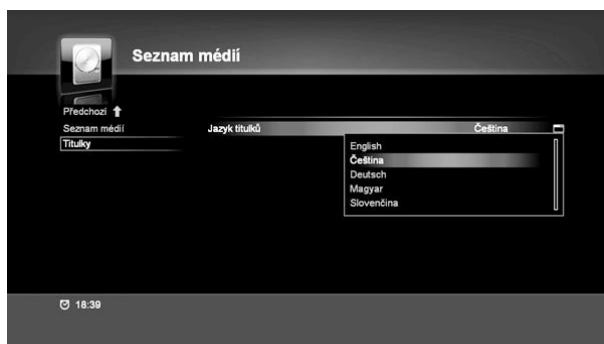 Seznam médií
Předchozí
Seznam médií
Jazyk titulků Čeština
Titulky
English
Čeština
Deutsch
Magyar
Slovenčina
18:39